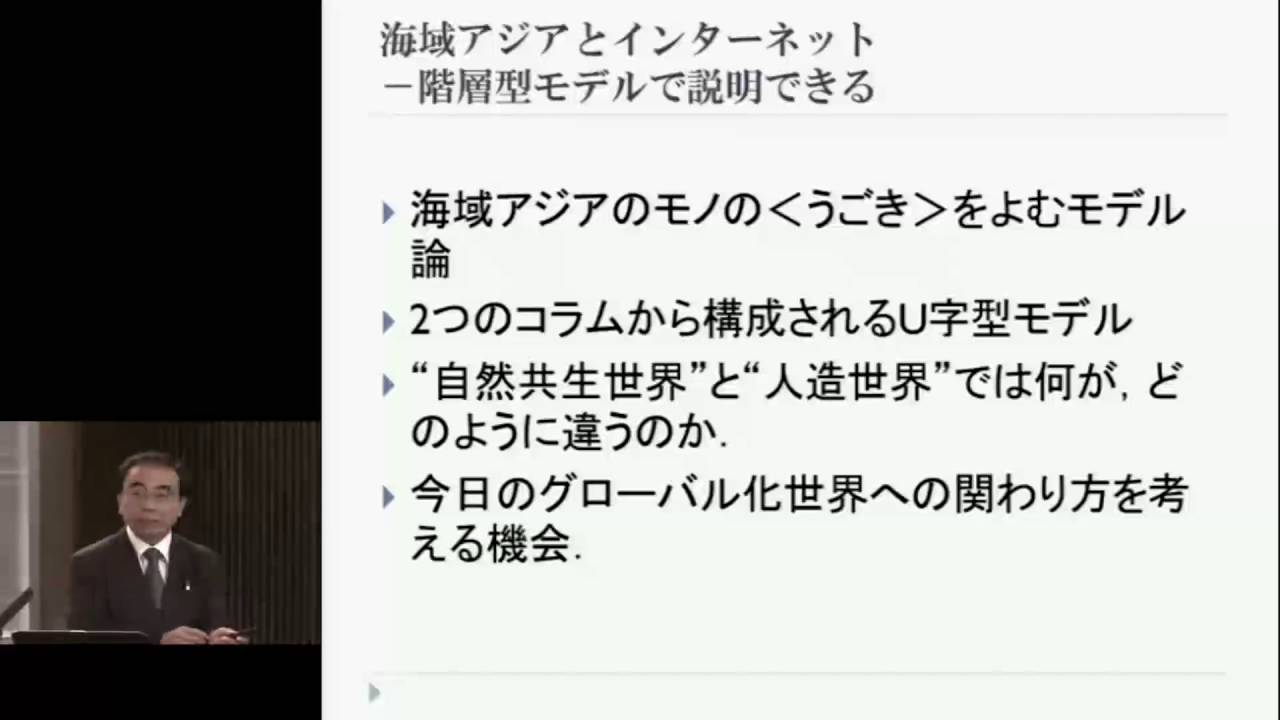 海域アジアとインターネット
－階層型モデルで説明できる
海域アジアのモノの＜うごき＞をよむモデル
論
2つのコラムから構成されるU字型モデル
“自然共生世界”と“人造世界”では何が，ど
のように違うのか．
今日のグローバル化世界への関わり方を考
える機会．